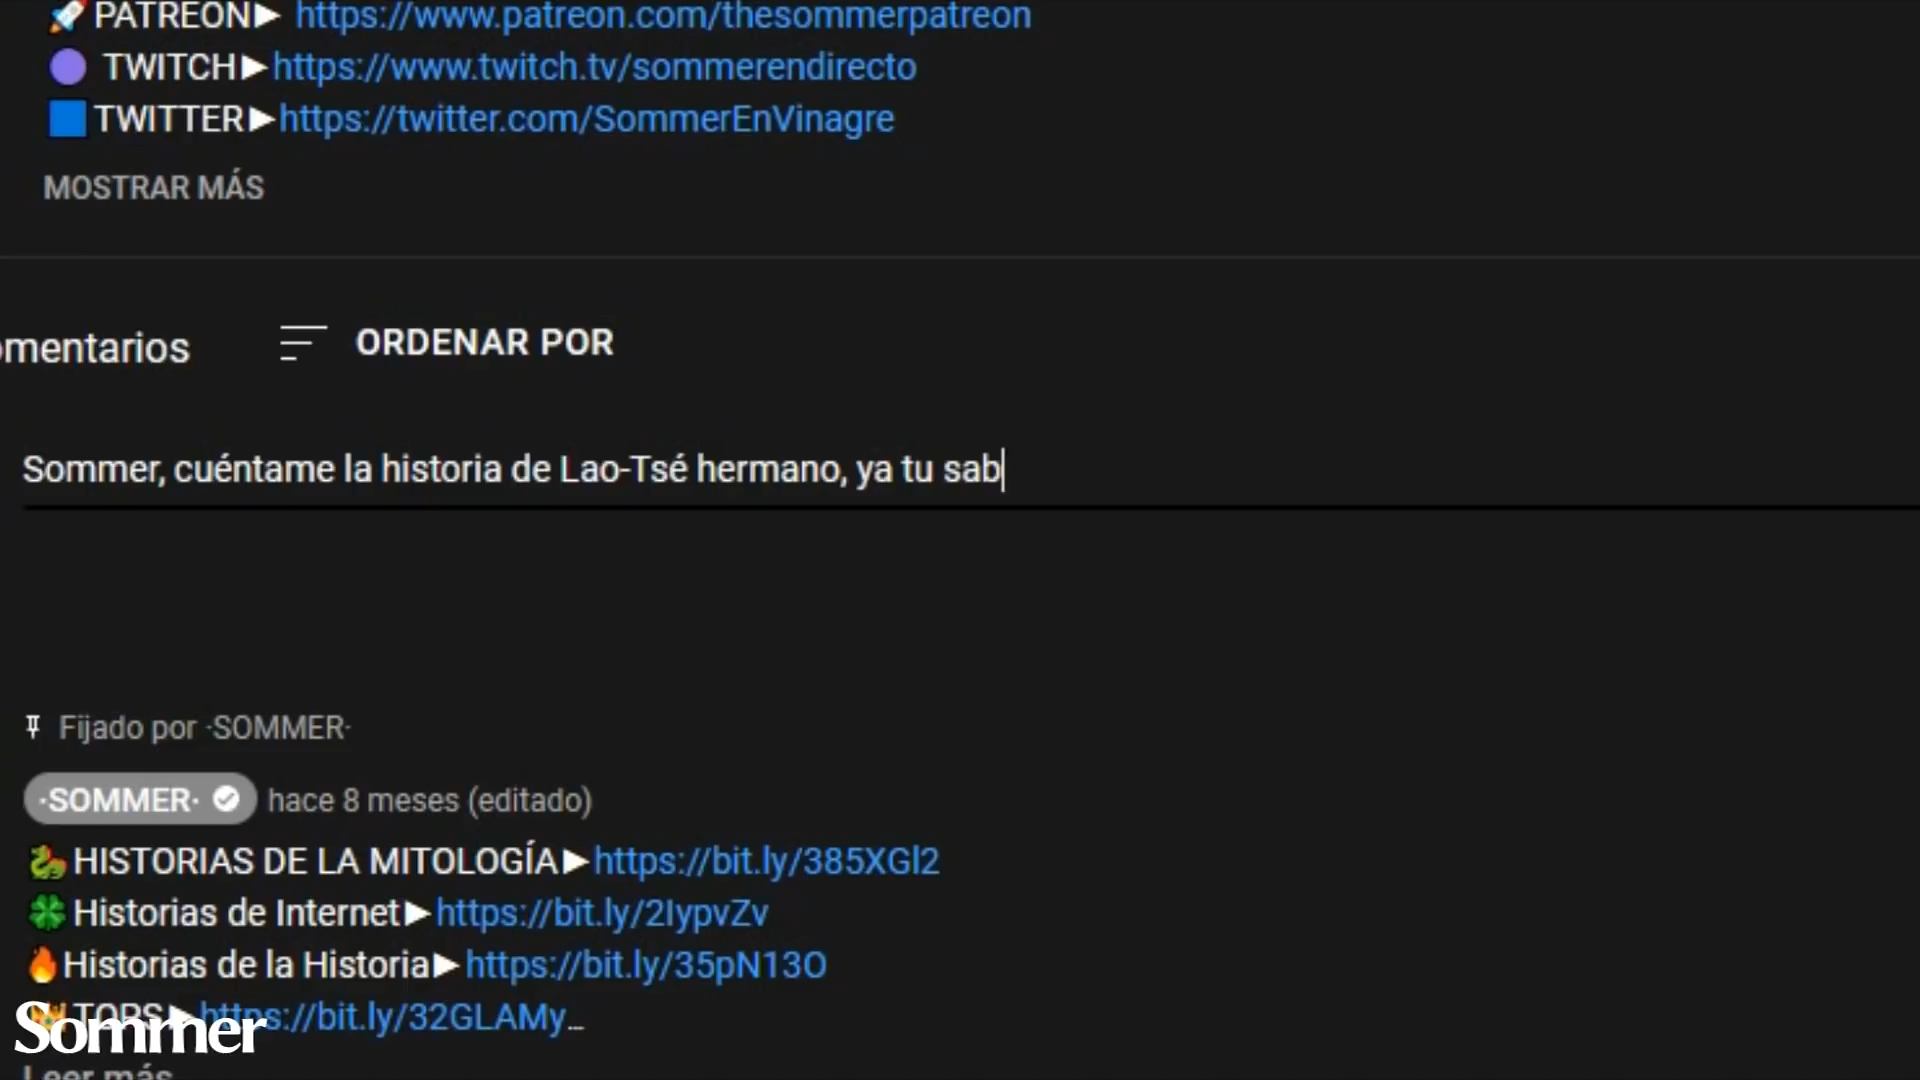 PATREON► https://www.patreon.com/thesommerpatreon
TWITCH►https://www.twitch.tv/sommerendirecto
TWITTER►https://twitter.com/SommerEnVinagre
MOSTRAR MÁS
omentarios ORDENAR POR
Sommer, cuéntame la historia de Lao-Tsé hermano, ya tu sab
Fijado por ·SOMMER·
·SOMMER· hace 8 meses (editado)
HISTORIAS DE LA MITOLOGÍA►https://bit.ly/385XGl2
Historias de Internet►https://bit.ly/2IypvZv
Historias de la Historia►https://bit.ly/35pN13O
TOPS►https://bit.ly/32GLAMy...
Sommer
Leer más